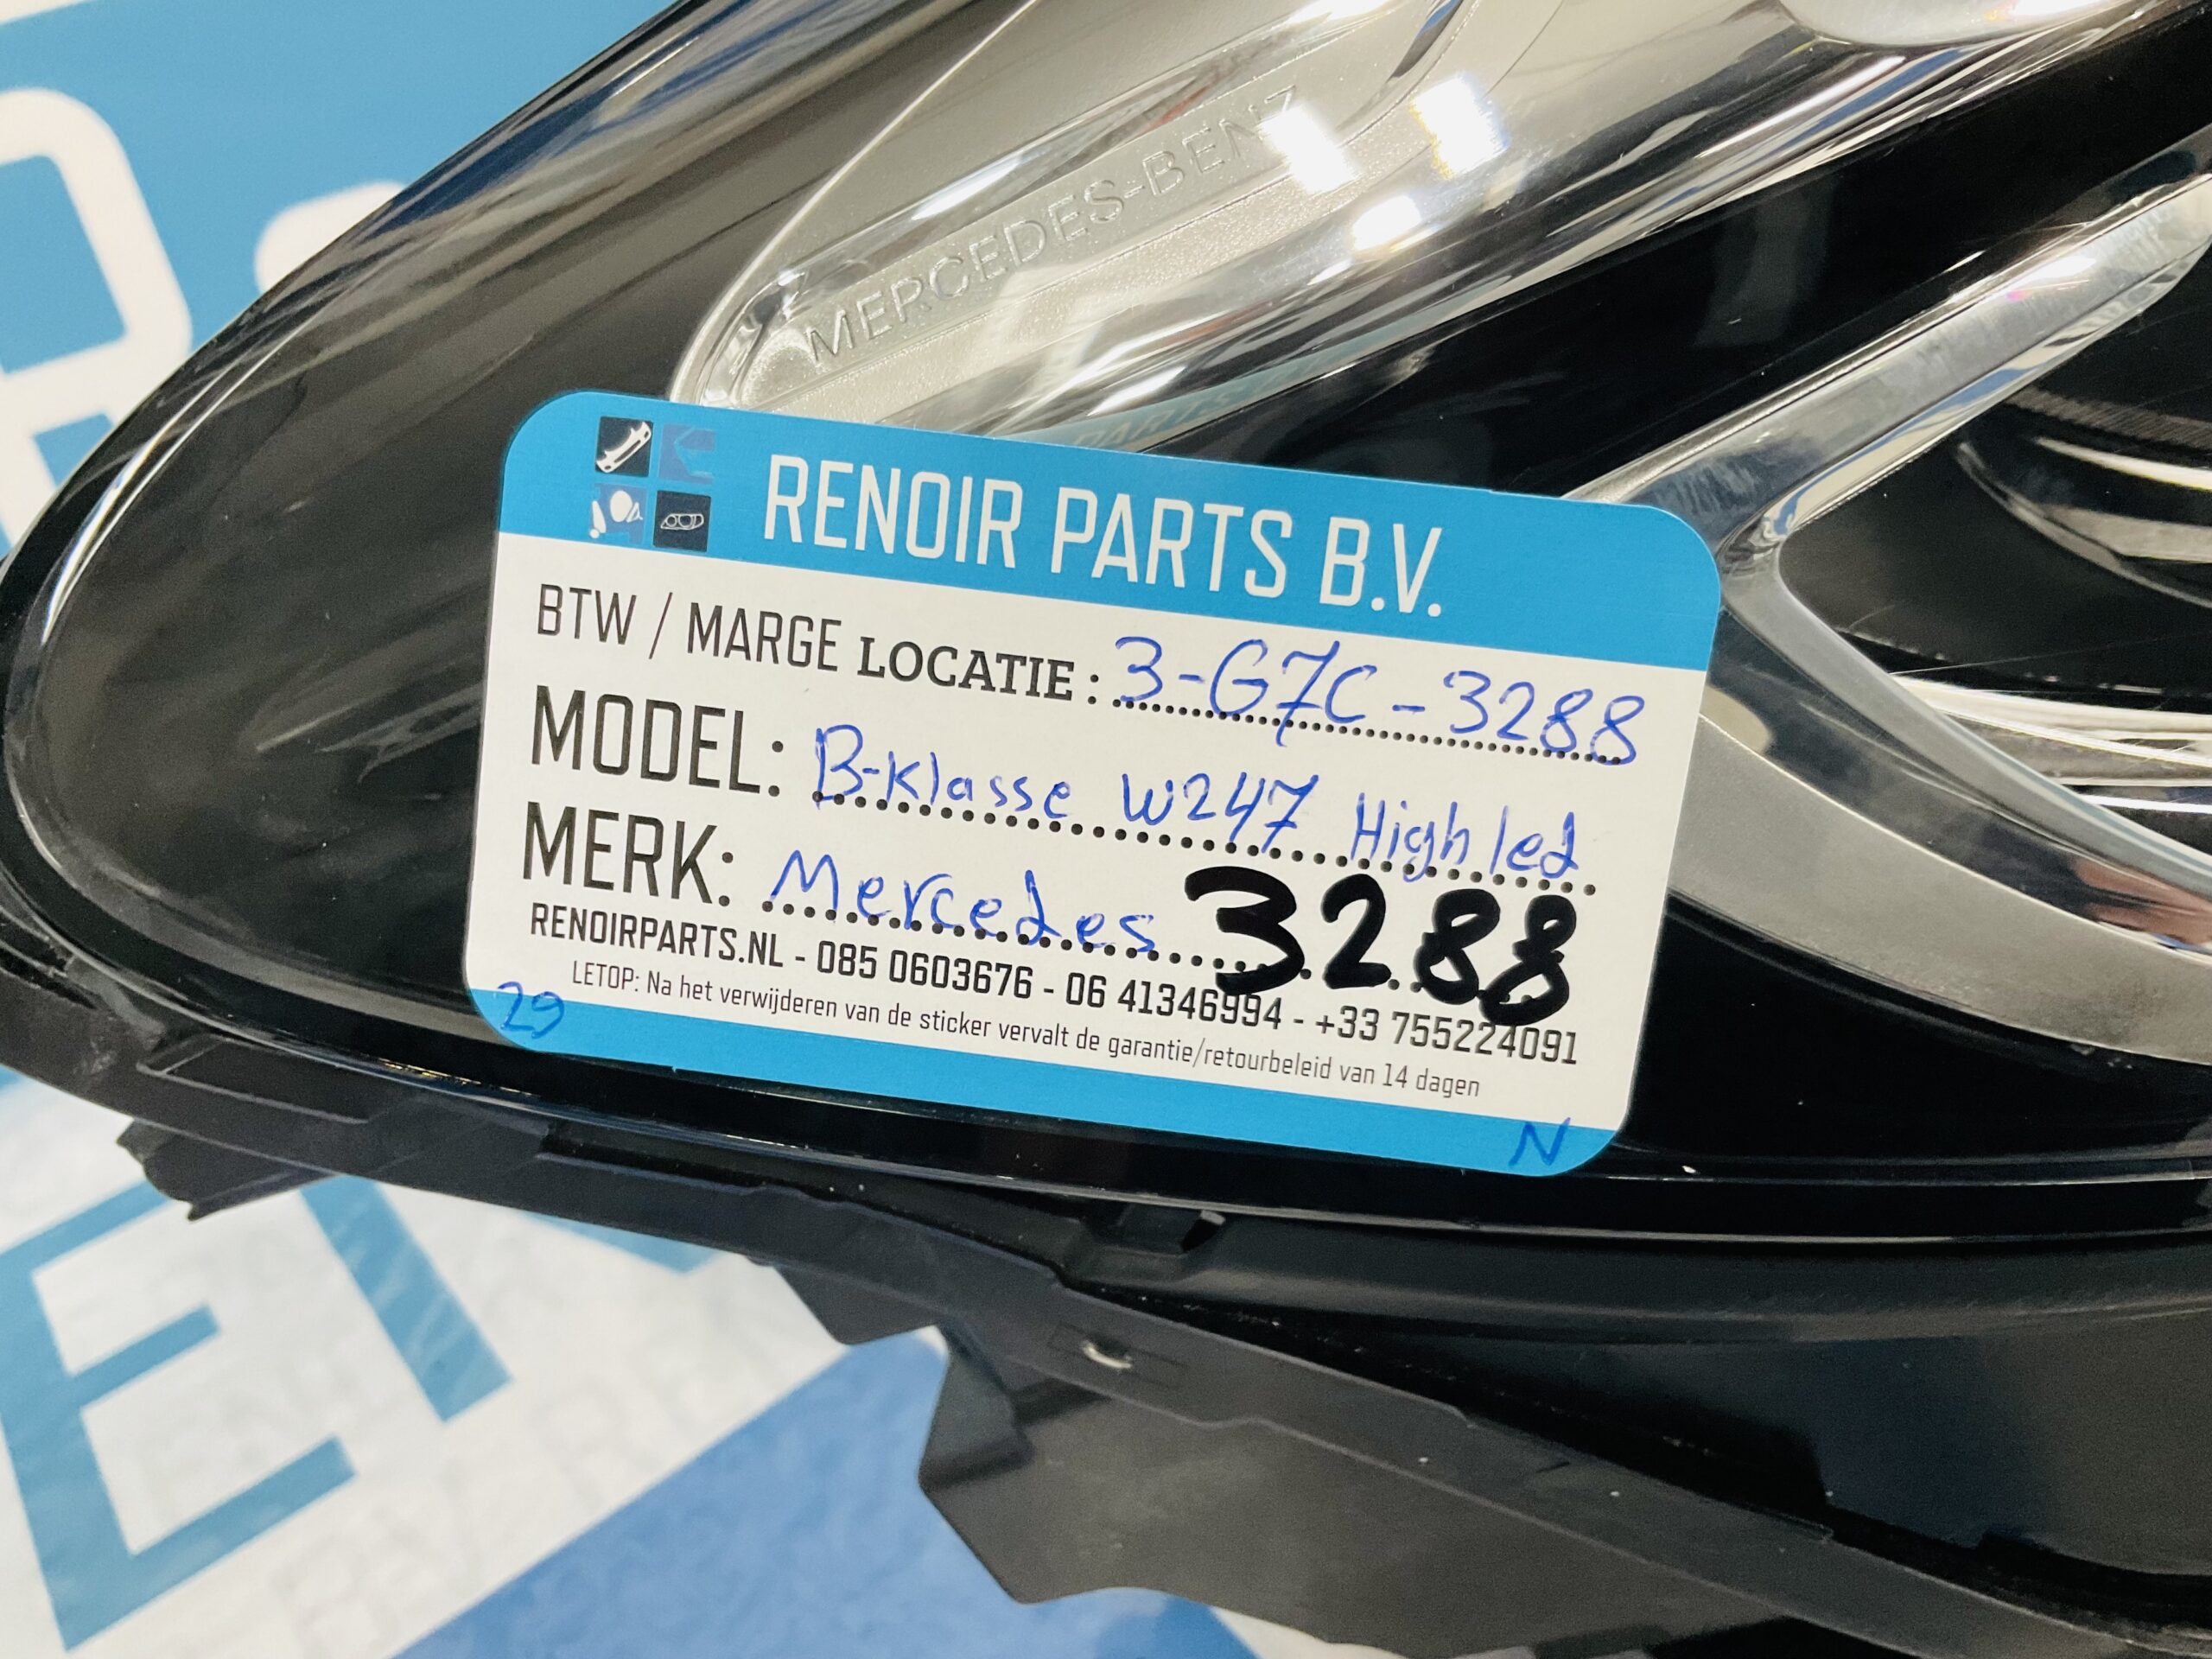 MERCEDES-BENZ
RENOIR PARTS B.V.
BTW / MARGE LOCATIE : 3-G7C-3288
MODEL: B-Klasse W247 High led
MERK: Mercedes 3288
RENOIRPARTS.NL - 085 0603676 - 06 41346994 - +33 755224091
LETOP: Na het verwijderen van de sticker vervalt de garantie/retourbeleid van 14 dagen
29
N